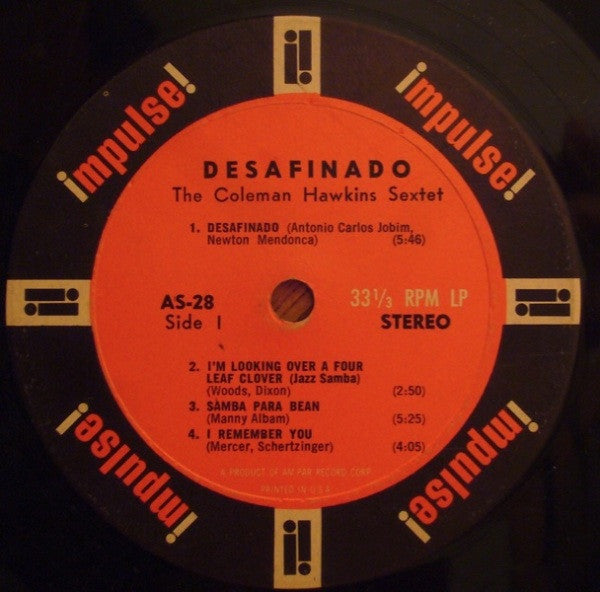 impulse!
impulse!
DESAFINADO
The Coleman Hawkins Sextet
1. DESAFINADO (Antonio Carlos Jobim,
Newton Mendonca) (5:46)
AS-28 33 1/3 RPM LP
Side 1 STEREO
2. I'M LOOKING OVER A FOUR
LEAF CLOVER (Jazz Samba)
(Woods, Dixon) (2:50)
3. SAMBA PARA BEAN
(Manny Albam) (5:25)
4. I REMEMBER YOU
(Mercer, Schertzinger) (4:05)
A PRODUCT OF AM-PAR RECORD CORP.
PRINTED IN U.S.A.
impulse!
impulse!